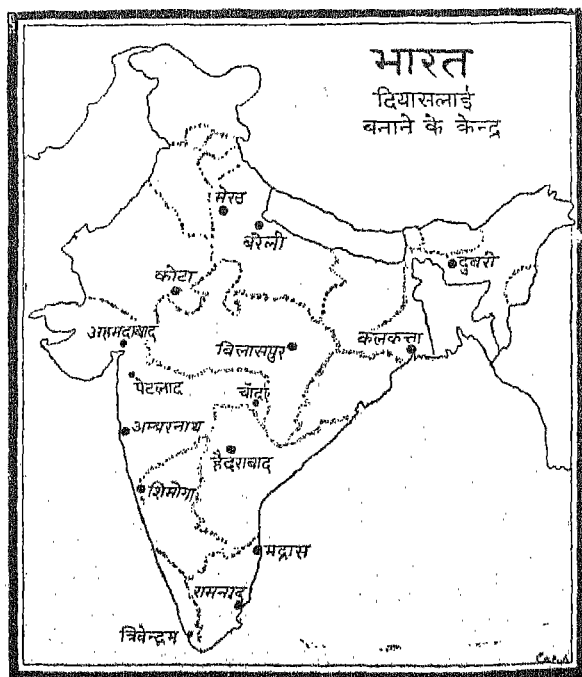 भारत
दियासलाई
बनाने के केन्द्र
मेरठ
बरेली
दुबरी
कोटा
अहमदाबाद
बिलासपुर
कलकत्ता
पेटलाद
चाँदा
अम्बरनाथ
हैदराबाद
शिमोगा
मद्रास
रामनाद
त्रिवेन्द्रम